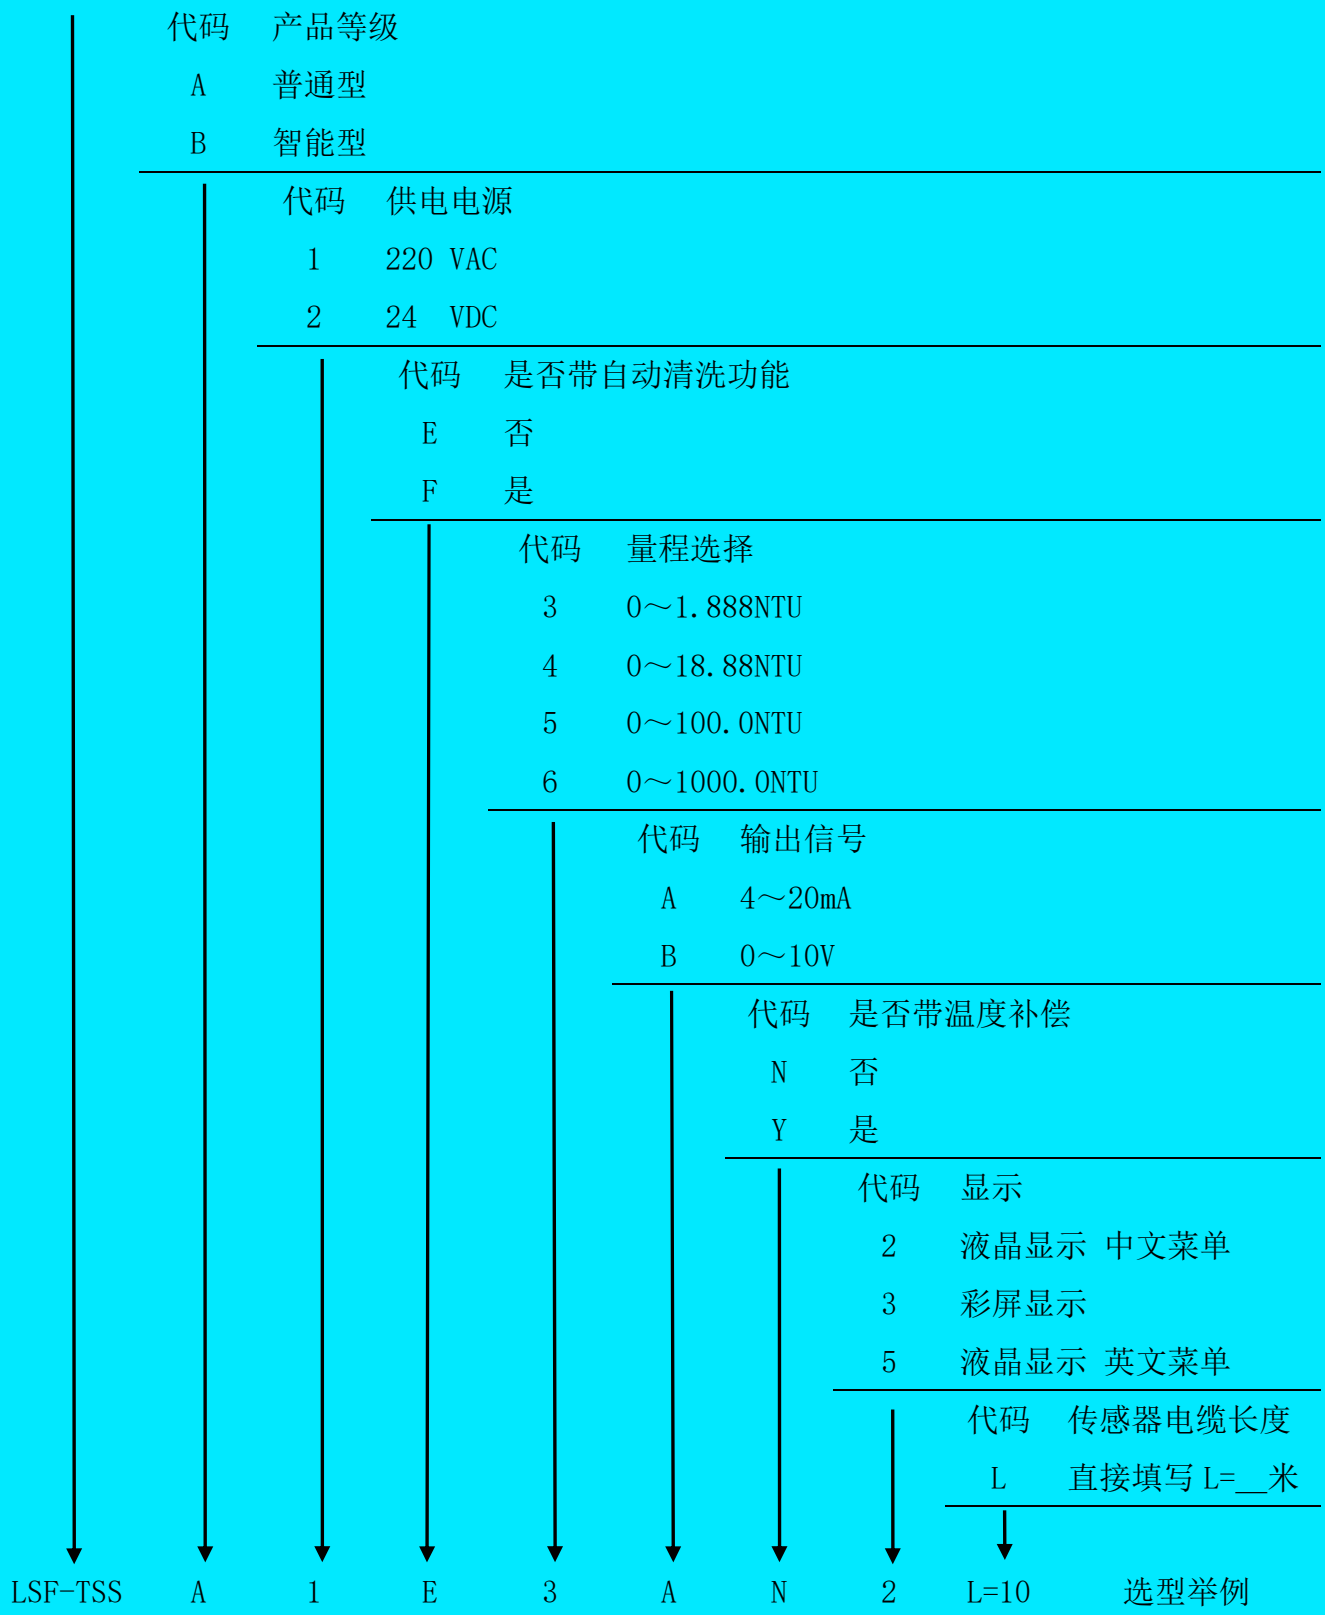 代码 产品等级
A 普通型
B 智能型
代码 供电电源
1 220 VAC
2 24 VDC
代码 是否带自动清洗功能
E 否
F 是
代码 量程选择
3 0～1.888NTU
4 0～18.88NTU
5 0～100.0NTU
6 0～1000.0NTU
代码 输出信号
A 4～20mA
B 0～10V
代码 是否带温度补偿
N 否
Y 是
代码 显示
2 液晶显示 中文菜单
3 彩屏显示
5 液晶显示 英文菜单
代码 传感器电缆长度
L 直接填写 L=__米
LSF-TSS A 1 E 3 A N 2 L=10 选型举例